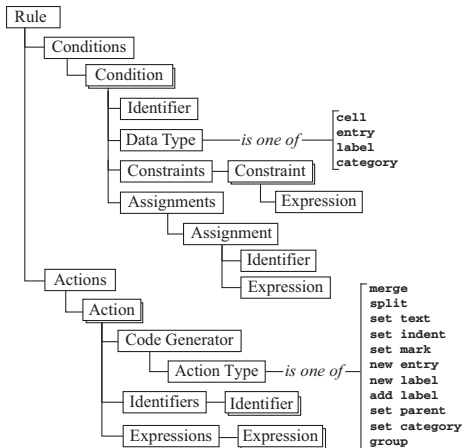 Rule
Conditions
Condition
Identifier
Data Type is one of
cell
entry
label
category
Constraints Constraint
Expression
Assignments
Assignment
Identifier
Expression
Actions
Action
Code Generator
Action Type is one of
merge
split
set text
set indent
set mark
new entry
new label
add label
set parent
set category
group
Identifiers Identifier
Expressions Expression